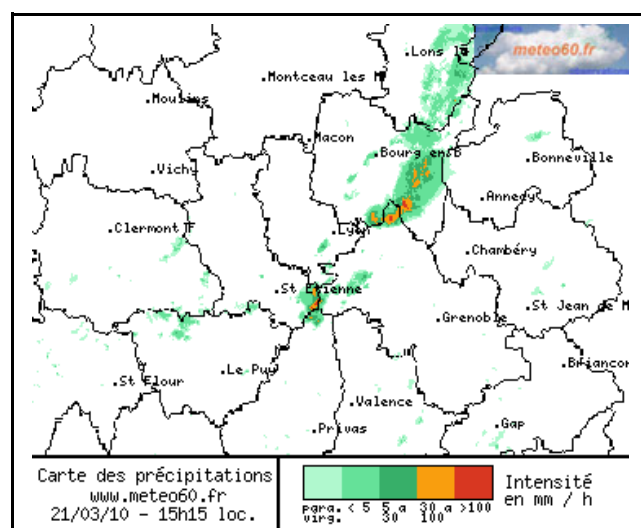 .Lons l
meteo60.fr
.Montceau les M
.Moulins
.Macon
.Bourg en B
.Bonneville
.Vichy
.Annecy
.Clermont F
.Lyon
.Chambéry
.St Etienne
.St Jean de M
.Grenoble
.Le Puy
.Briancon
.St Flour
.Valence
.Gap
.Privas
Carte des précipitations
www.meteo60.fr
21/03/10 - 15h15 loc.
para. < 5 5 a 30 a >100
virg. 30 100
Intensité
en mm / h